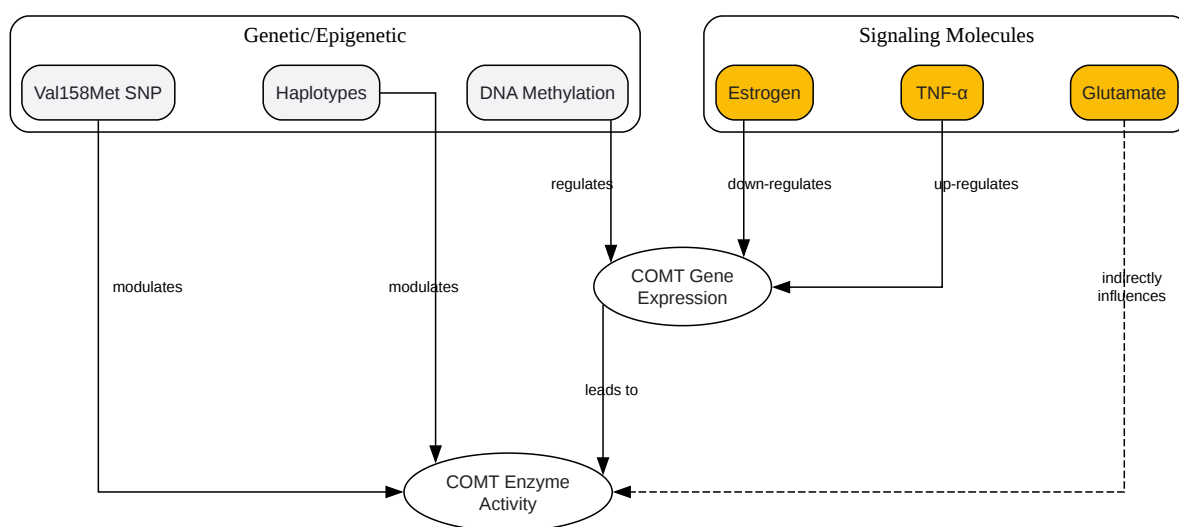 Genetic/Epigenetic
Signaling Molecules
Val158Met SNP
Haplotypes
DNA Methylation
Estrogen
TNF-α
Glutamate
regulates
down-regulates
up-regulates
COMT Gene
Expression
modulates
modulates
indirectly
influences
leads to
COMT Enzyme
Activity